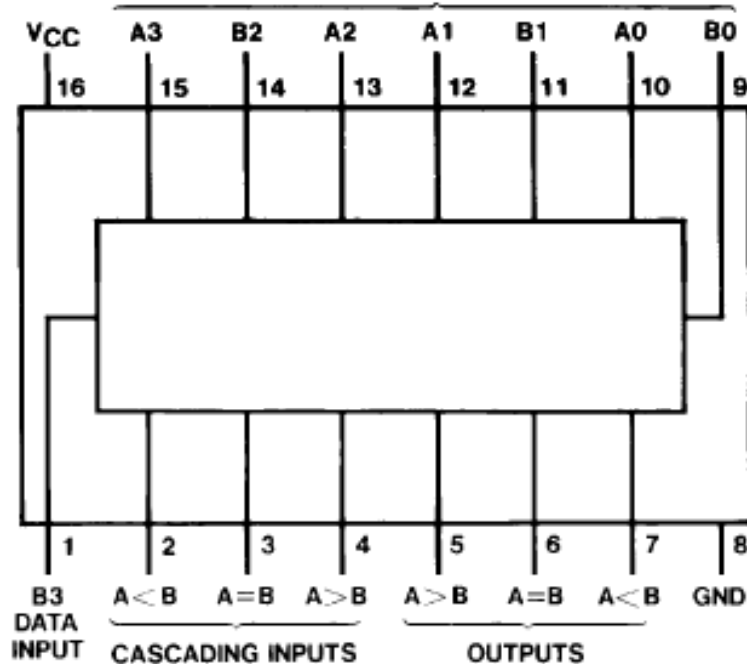 VCC A3 B2 A2 A1 B1 A0 B0
16 15 14 13 12 11 10 9
1 2 3 4 5 6 7 8
B3 A<B A=B A>B A>B A=B A<B GND
DATA
INPUT CASCADING INPUTS OUTPUTS